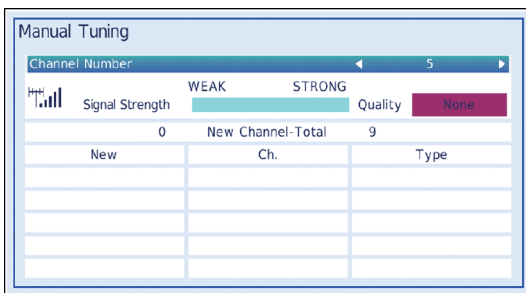 Manual Tuning
Channel Number 5
WEAK STRONG
Signal Strength Quality None
0 New Channel-Total 9
New Ch. Type